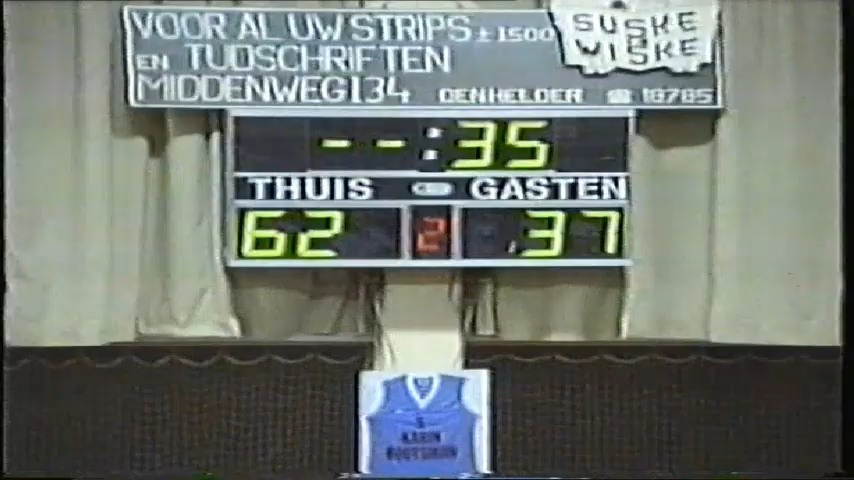 VOOR AL UW STRIPS ± 1500
EN TIJDSCHRIFTEN
MIDDENWEG 134 DEN HELDER ☎ 18785
SUSKE
WISKE
--:35
THUIS GASTEN
62 2 37
KARIN